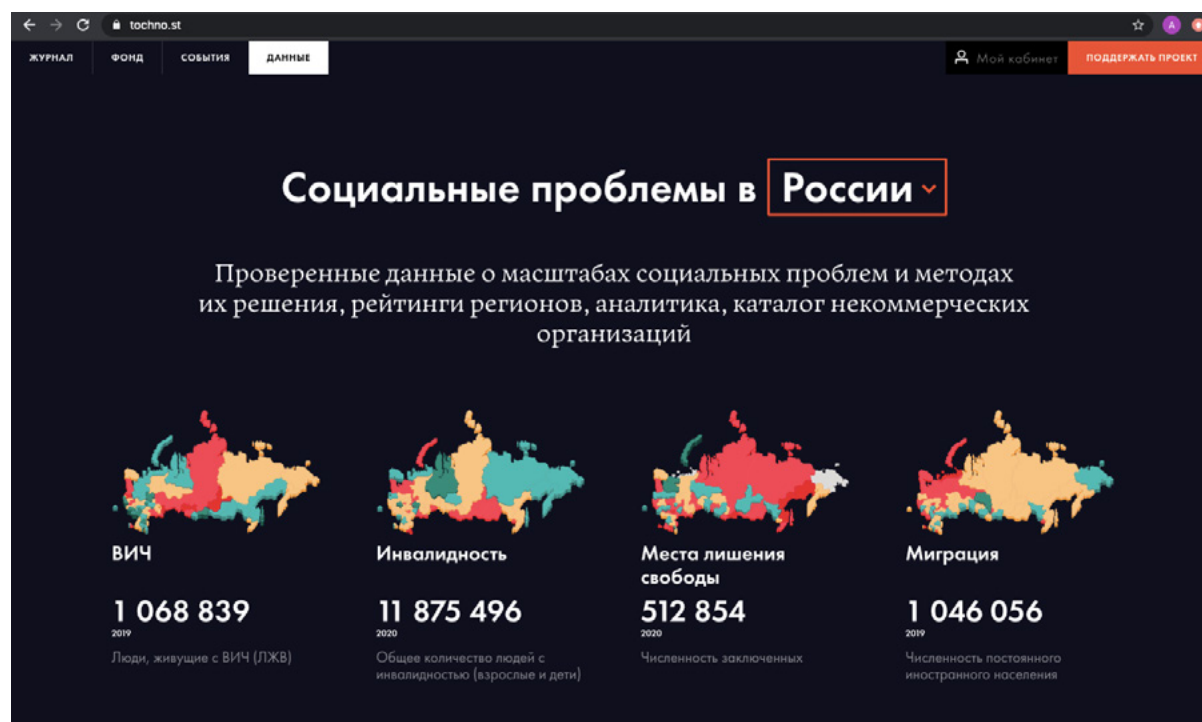 tochno.st
A
ЖУРНАЛ
ФОНД
СОБЫТИЯ
ДАННЫЕ
Мой кабинет
ПОДДЕРЖАТЬ ПРОЕКТ
Социальные проблемы в России
Проверенные данные о масштабах социальных проблем и методах
их решения, рейтинги регионов, аналитика, каталог некоммерческих
организаций
ВИЧ
1 068 839
2019
Люди, живущие с ВИЧ (ЛЖВ)
Инвалидность
11 875 496
2020
Общее количество людей с
инвалидностью (взрослые и дети)
Места лишения
свободы
512 854
2020
Численность заключенных
Миграция
1 046 056
2019
Численность постоянного
иностранного населения